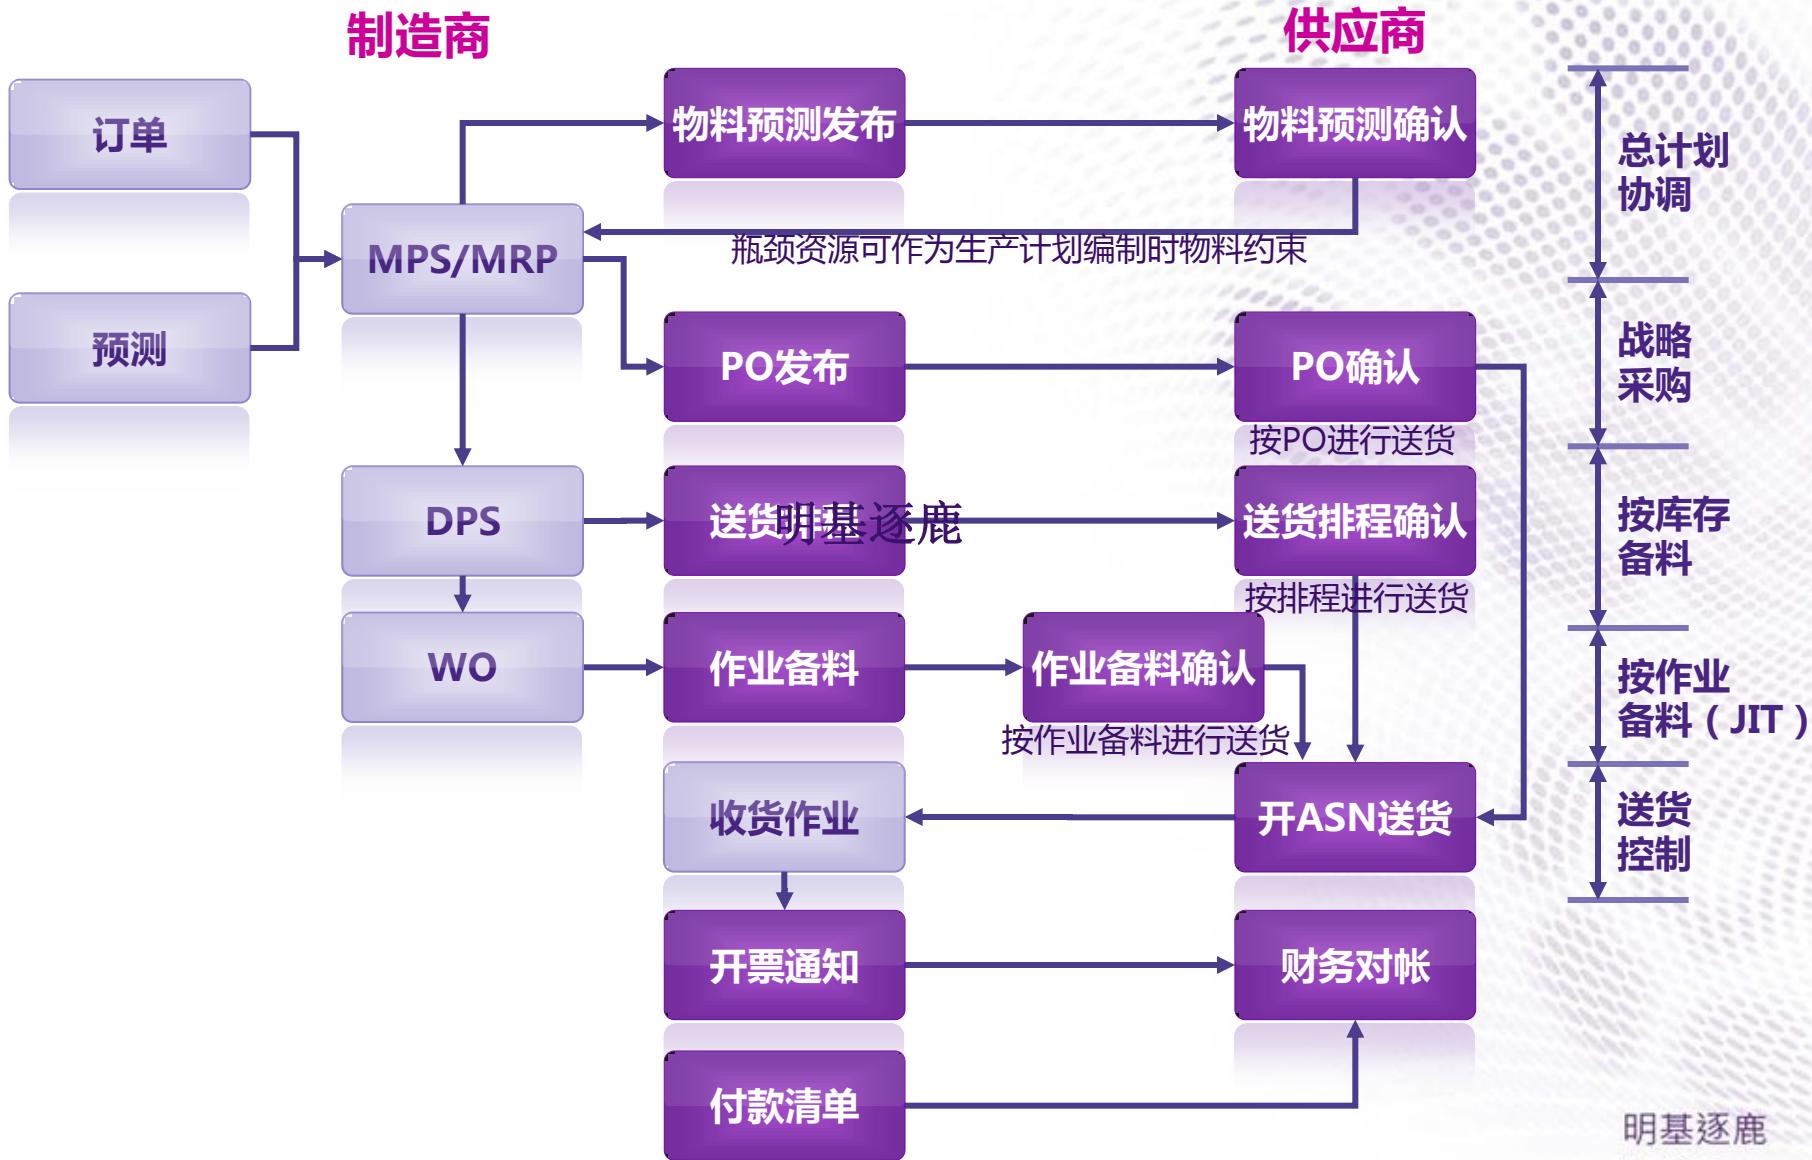 制造商
供应商
订单
物料预测发布
物料预测确认
总计划
协调
MPS/MRP
瓶颈资源可作为生产计划编制时物料约束
预测
PO发布
PO确认
战略
采购
按PO进行送货
DPS
送货排程
明基逐鹿
送货排程确认
按库存
备料
按排程进行送货
WO
作业备料
作业备料确认
按作业
备料（JIT）
按作业备料进行送货
收货作业
开ASN送货
送货
控制
开票通知
财务对帐
付款清单
明基逐鹿